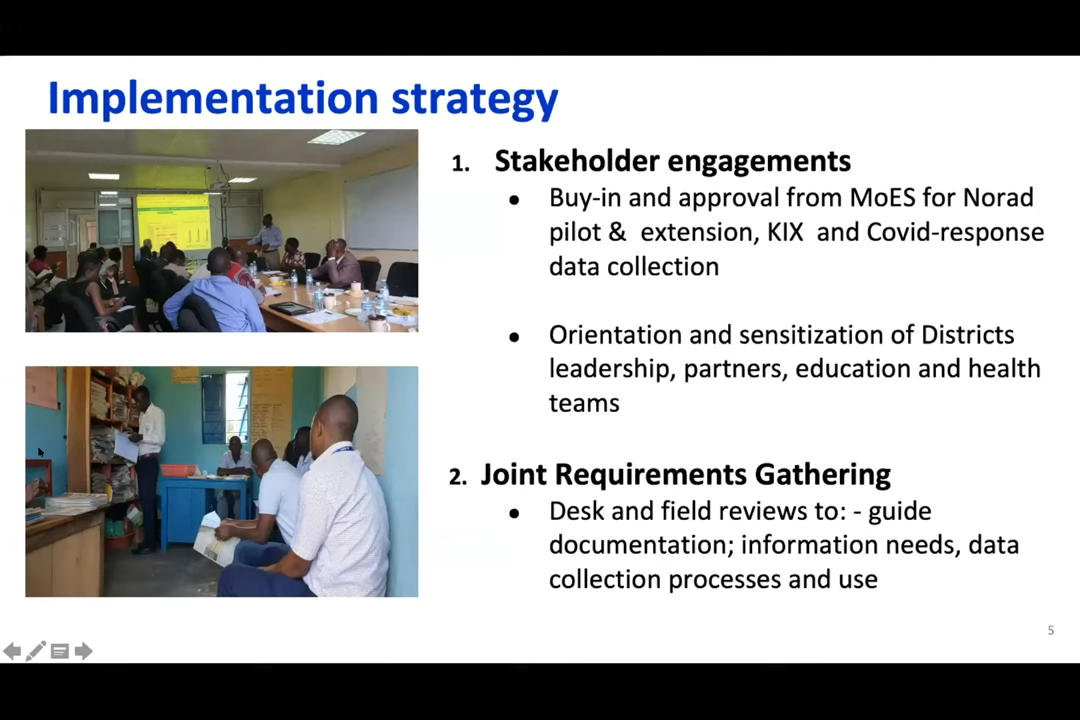 Implementation strategy
1. Stakeholder engagements
• Buy-in and approval from MoES for Norad
pilot & extension, KIX and Covid-response
data collection
• Orientation and sensitization of Districts
leadership, partners, education and health
teams
2. Joint Requirements Gathering
• Desk and field reviews to: - guide
documentation; information needs, data
collection processes and use
5